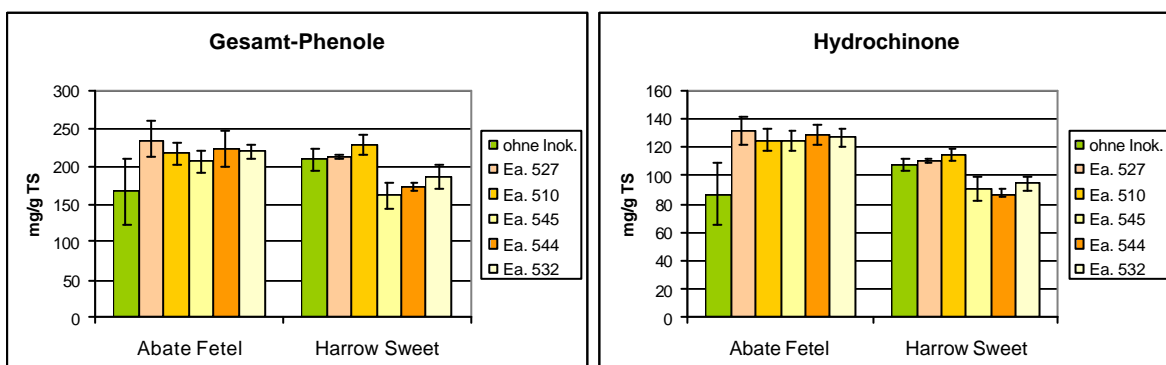 Gesamt-Phenole
300
250
200
150
100
50
0
mg/g TS
Abate Fetel
Harrow Sweet
ohne Inok.
Ea. 527
Ea. 510
Ea. 545
Ea. 544
Ea. 532
Hydrochinone
160
140
120
100
80
60
40
20
0
mg/g TS
Abate Fetel
Harrow Sweet
ohne Inok.
Ea. 527
Ea. 510
Ea. 545
Ea. 544
Ea. 532